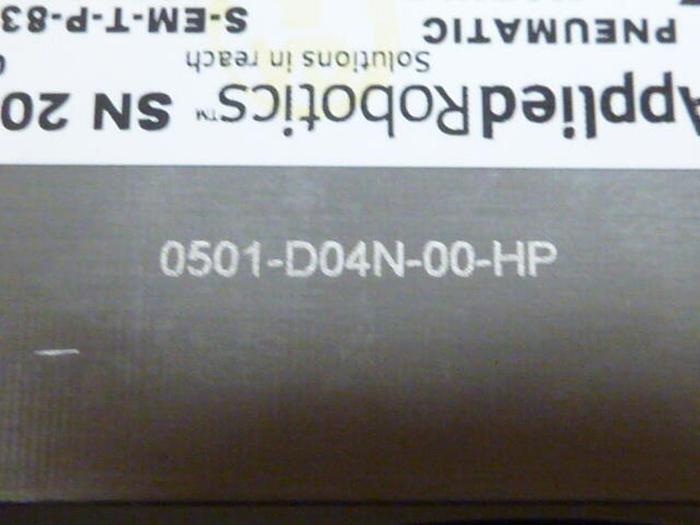 AppliedRobotics™ SN 20
Solutions in reach
PNEUMATIC S-EM-T-P-83
0501-D04N-00-HP